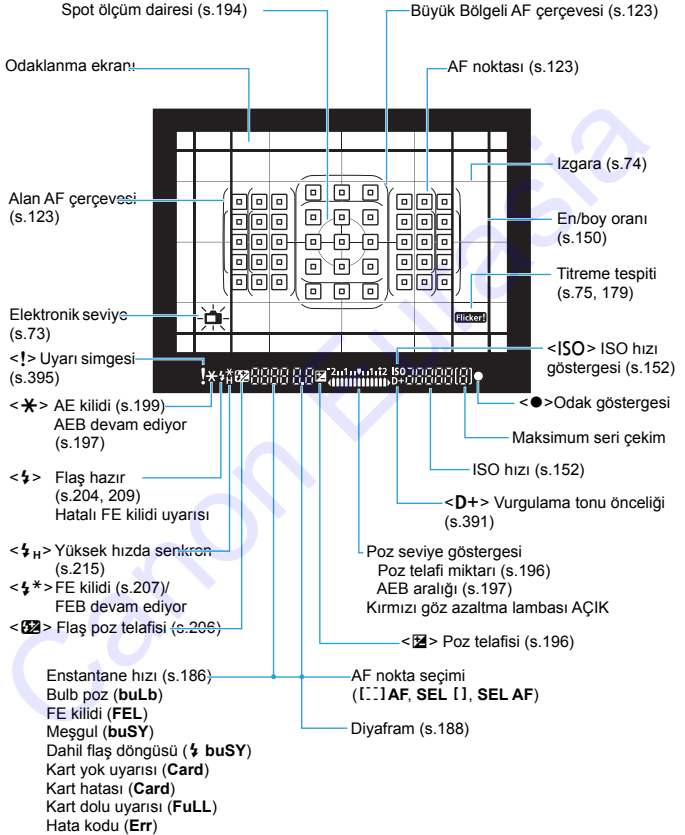 Spot ölçüm dairesi (s.194)
Büyük Bölgeli AF çerçevesi (s.123)
Odaklanma ekranı
AF noktası (s.123)
Izgara (s.74)
Alan AF çerçevesi
(s.123)
En/boy oranı
(s.150)
Titreme tespiti
(s.75, 179)
Elektronik seviye
(s.73)
Flicker!
<!> Uyarı simgesi
(s.395)
<ISO> ISO hızı
göstergesi (s.152)
<✱> AE kilidi (s.199)
AEB devam ediyor
(s.197)
<●>Odak göstergesi
Maksimum seri çekim
<⚡> Flaş hazır
(s.204, 209)
Hatalı FE kilidi uyarısı
ISO hızı (s.152)
<D+> Vurgulama tonu önceliği
(s.391)
<⚡H> Yüksek hızda senkron
(s.215)
<⚡*>FE kilidi (s.207)/
FEB devam ediyor
Poz seviye göstergesi
Poz telafi miktarı (s.196)
AEB aralığı (s.197)
Kırmızı göz azaltma lambası AÇIK
<> Flaş poz telafisi (s.206)
<> Poz telafisi (s.196)
Enstantane hızı (s.186)
Bulb poz (buLb)
FE kilidi (FEL)
Meşgul (buSY)
Dahil flaş döngüsü (⚡ buSY)
Kart yok uyarısı (Card)
Kart hatası (Card)
Kart dolu uyarısı (FuLL)
Hata kodu (Err)
AF nokta seçimi
([ ] AF, SEL [ ], SEL AF)
Diyafram (s.188)
Canon Eurasia